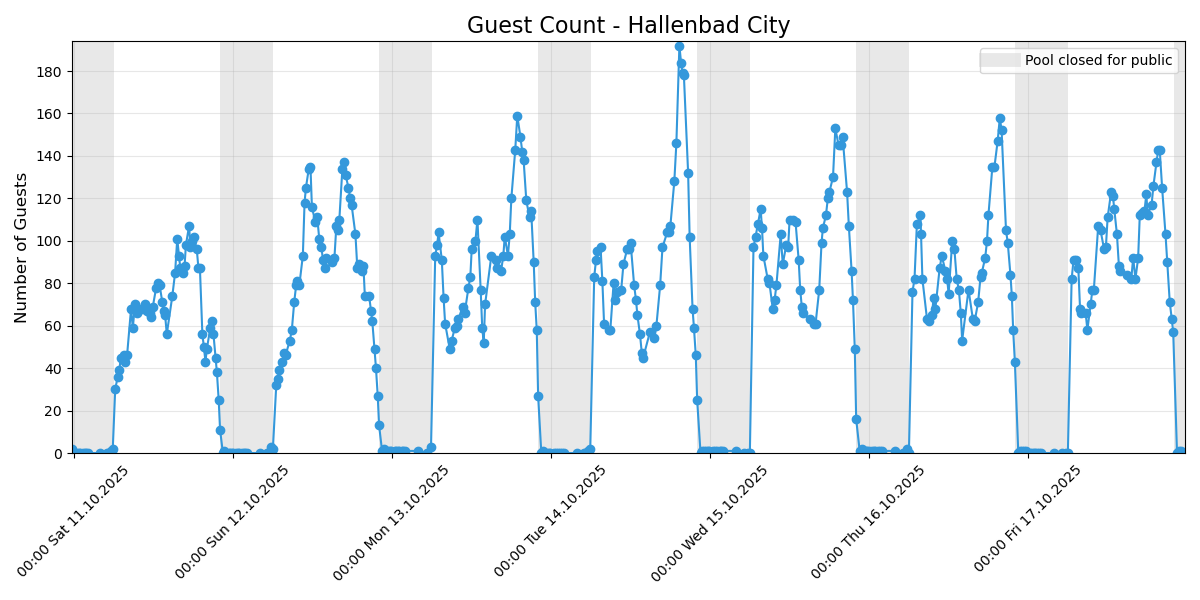 Guest Count - Hallenbad City
Pool closed for public
Number of Guests
180
160
140
120
100
80
60
40
20
0
00:00 Sat 11.10.2025
00:00 Sun 12.10.2025
00:00 Mon 13.10.2025
00:00 Tue 14.10.2025
00:00 Wed 15.10.2025
00:00 Thu 16.10.2025
00:00 Fri 17.10.2025